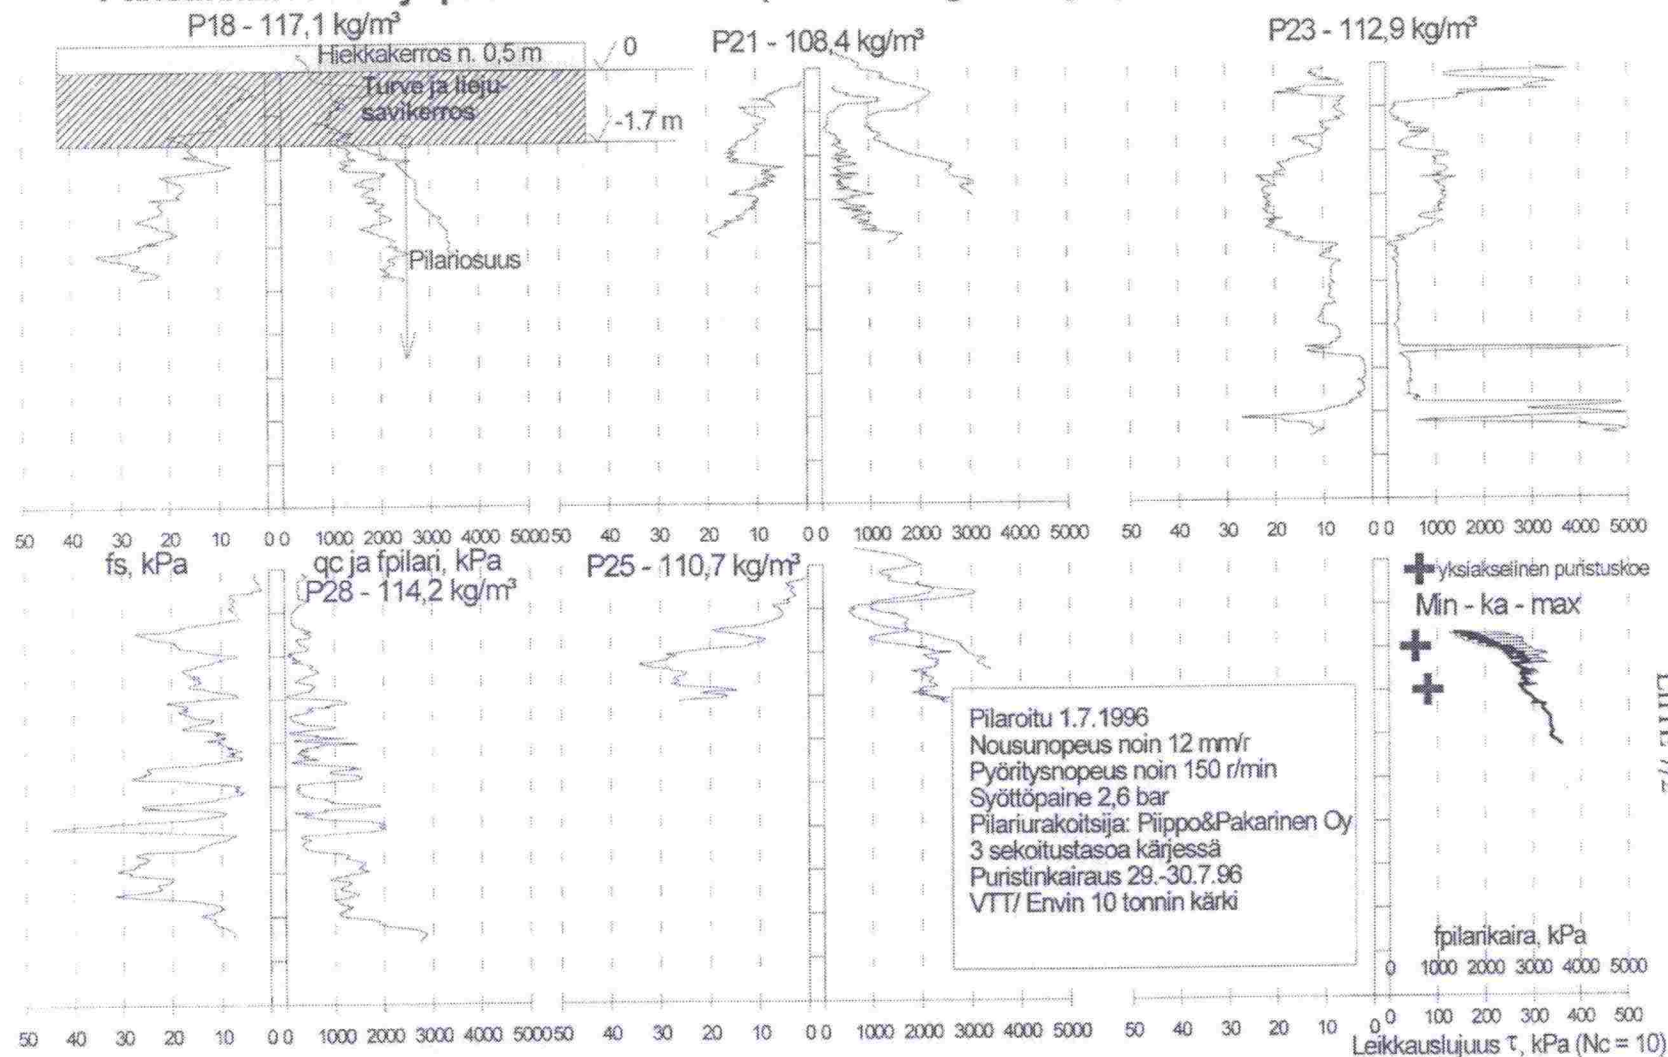 P18 - 117,1 kg/m³
P21 - 108,4 kg/m³
P23 - 112,9 kg/m³
Hiekkakerros n. 0,5 m
0
Turve ja lieju-
savikerros
-1.7 m
Pilariosuus
50 40 30 20 10 0 0 1000 2000 3000 4000 5000 50 40 30 20 10 0 0 1000 2000 3000 4000 5000 50 40 30 20 10 0 0 1000 2000 3000 4000 5000
fs, kPa
qc ja fpilari, kPa
P28 - 114,2 kg/m³
P25 - 110,7 kg/m³
yksiakselinen puristuskoe
Min - ka - max
Pilaroitu 1.7.1996
Nousunopeus noin 12 mm/r
Pyöritysnopeus noin 150 r/min
Syöttöpaine 2,6 bar
Pilariurakoitsija: Piippo&Pakarinen Oy
3 sekoitustasoa kärjessä
Puristinkairaus 29.-30.7.96
VTT/ Envin 10 tonnin kärki
fpilarikaira, kPa
0 1000 2000 3000 4000 5000
50 40 30 20 10 0 0 1000 2000 3000 4000 5000 50 40 30 20 10 0 0 1000 2000 3000 4000 5000 50 40 30 20 10 0 0 100 200 300 400 500
Leikkauslujuus τ, kPa (Nc = 10)